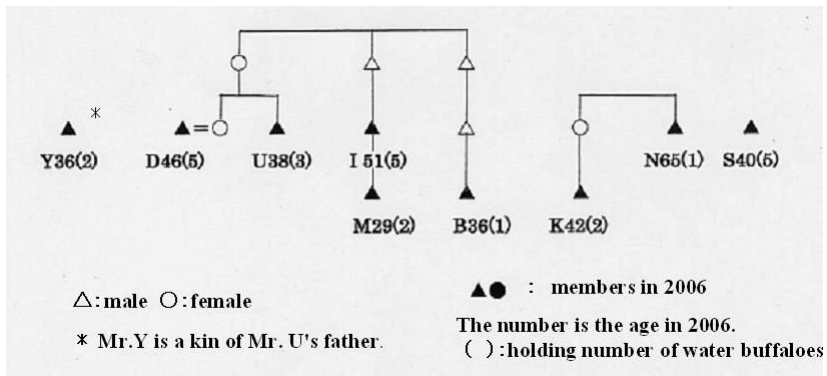 *
=
Y36(2) D46(5) U38(3) I 51(5) N65(1) S40(5)
M29(2) B36(1) K42(2)
△:male ○:female
▲● : members in 2006
* Mr.Y is a kin of Mr. U's father.
The number is the age in 2006.
( ):holding number of water buffaloes